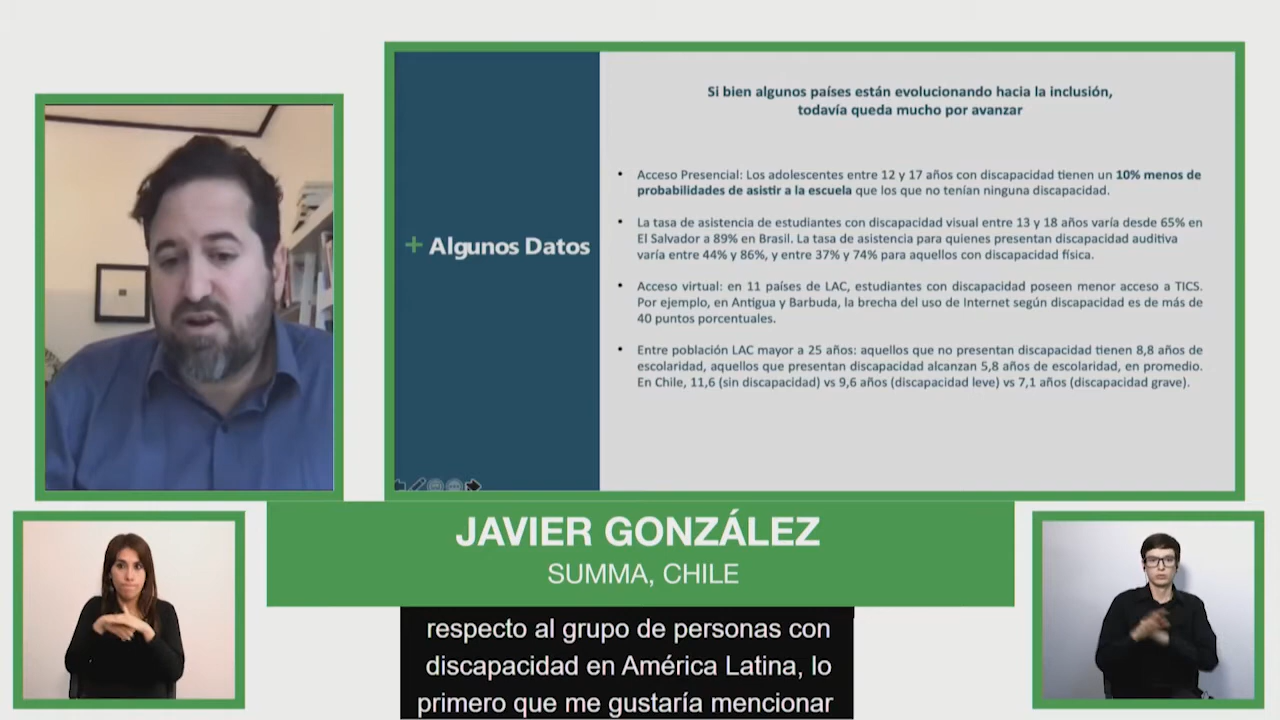 Si bien algunos países están evolucionando hacia la inclusión,
todavía queda mucho por avanzar
+ Algunos Datos
• Acceso Presencial: Los adolescentes entre 12 y 17 años con discapacidad tienen un 10% menos de
probabilidades de asistir a la escuela que los que no tenían ninguna discapacidad.
• La tasa de asistencia de estudiantes con discapacidad visual entre 13 y 18 años varía desde 65% en
El Salvador a 89% en Brasil. La tasa de asistencia para quienes presentan discapacidad auditiva
varía entre 44% y 86%, y entre 37% y 74% para aquellos con discapacidad física.
• Acceso virtual: en 11 países de LAC, estudiantes con discapacidad poseen menor acceso a TICS.
Por ejemplo, en Antigua y Barbuda, la brecha del uso de Internet según discapacidad es de más de
40 puntos porcentuales.
• Entre población LAC mayor a 25 años: aquellos que no presentan discapacidad tienen 8,8 años de
escolaridad, aquellos que presentan discapacidad alcanzan 5,8 años de escolaridad, en promedio.
En Chile, 11,6 (sin discapacidad) vs 9,6 años (discapacidad leve) vs 7,1 años (discapacidad grave).
JAVIER GONZÁLEZ
SUMMA, CHILE
respecto al grupo de personas con
discapacidad en América Latina, lo
primero que me gustaría mencionar